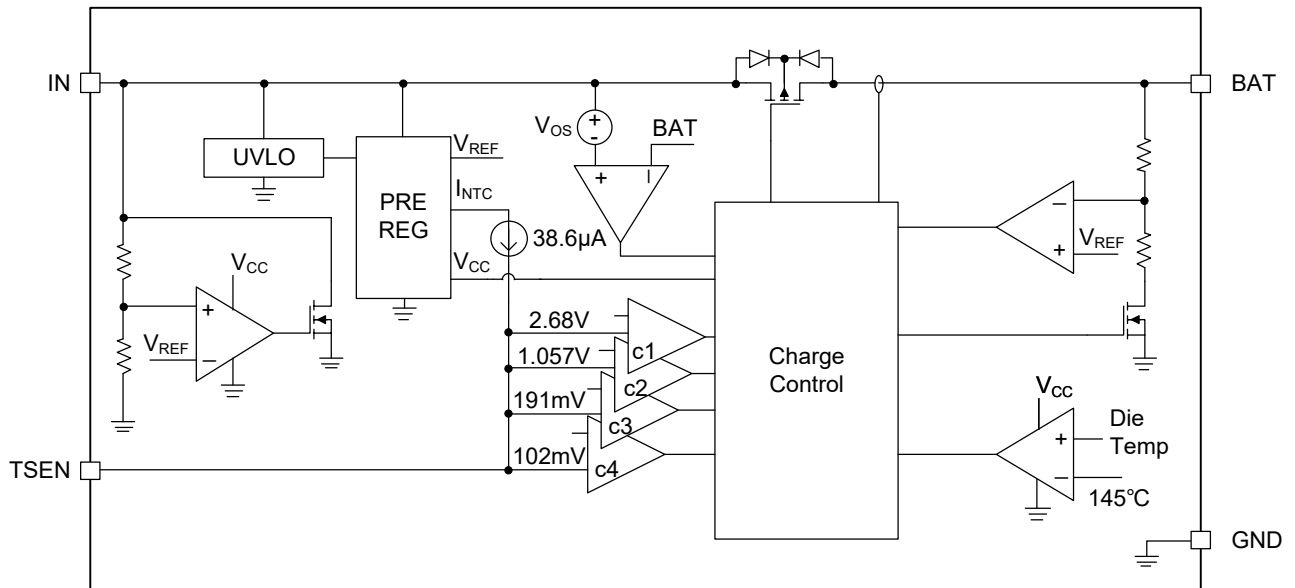 IN
BAT
V_OS
+
-
BAT
UVLO
PRE
REG
V_REF
I_NTC
38.6µA
V_CC
+
−
−
+
V_REF
V_CC
+
V_REF
−
2.68V
c1
1.057V
c2
191mV
c3
102mV
c4
Charge
Control
V_CC
+
Die
Temp
−
145℃
TSEN
GND